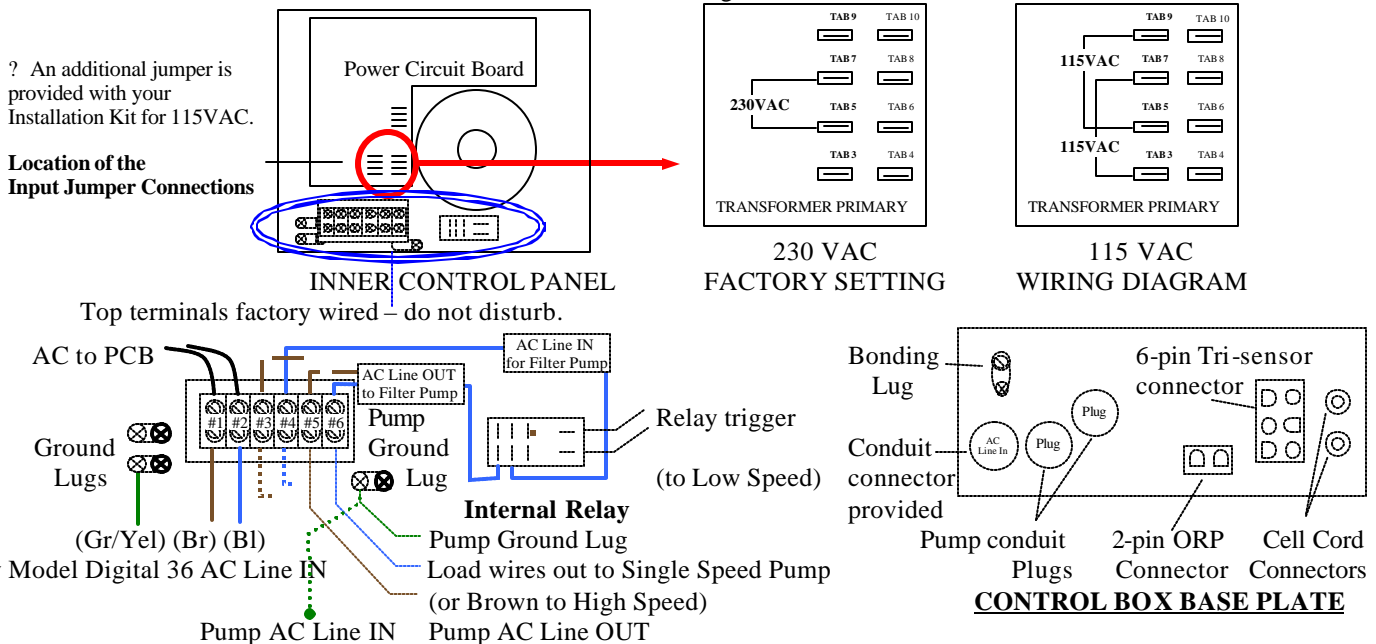 ? An additional jumper is
provided with your
Installation Kit for 115VAC.
Location of the
Input Jumper Connections
Power Circuit Board
INNER CONTROL PANEL
TAB 9 TAB 10
TAB 7 TAB 8
230VAC
TAB 5 TAB 6
TAB 3 TAB 4
TRANSFORMER PRIMARY
230 VAC
FACTORY SETTING
TAB 9 TAB 10
115VAC
TAB 7 TAB 8
TAB 5 TAB 6
115VAC
TAB 3 TAB 4
TRANSFORMER PRIMARY
115 VAC
WIRING DIAGRAM
Top terminals factory wired – do not disturb.
AC to PCB
AC Line IN
for Filter Pump
AC Line OUT
to Filter Pump
#1 #2 #3 #4 #5 #6
Ground
Lugs
Pump
Ground
Lug
Relay trigger
(to Low Speed)
Internal Relay
(Gr/Yel) (Br) (Bl)
Model Digital 36 AC Line IN
Pump Ground Lug
Load wires out to Single Speed Pump
(or Brown to High Speed)
Pump AC Line IN
Pump AC Line OUT
Bonding
Lug
6-pin Tri-sensor
connector
Plug
AC
Line In
Plug
Conduit
connector
provided
Pump conduit
Plugs
2-pin ORP
Connector
Cell Cord
Connectors
CONTROL BOX BASE PLATE